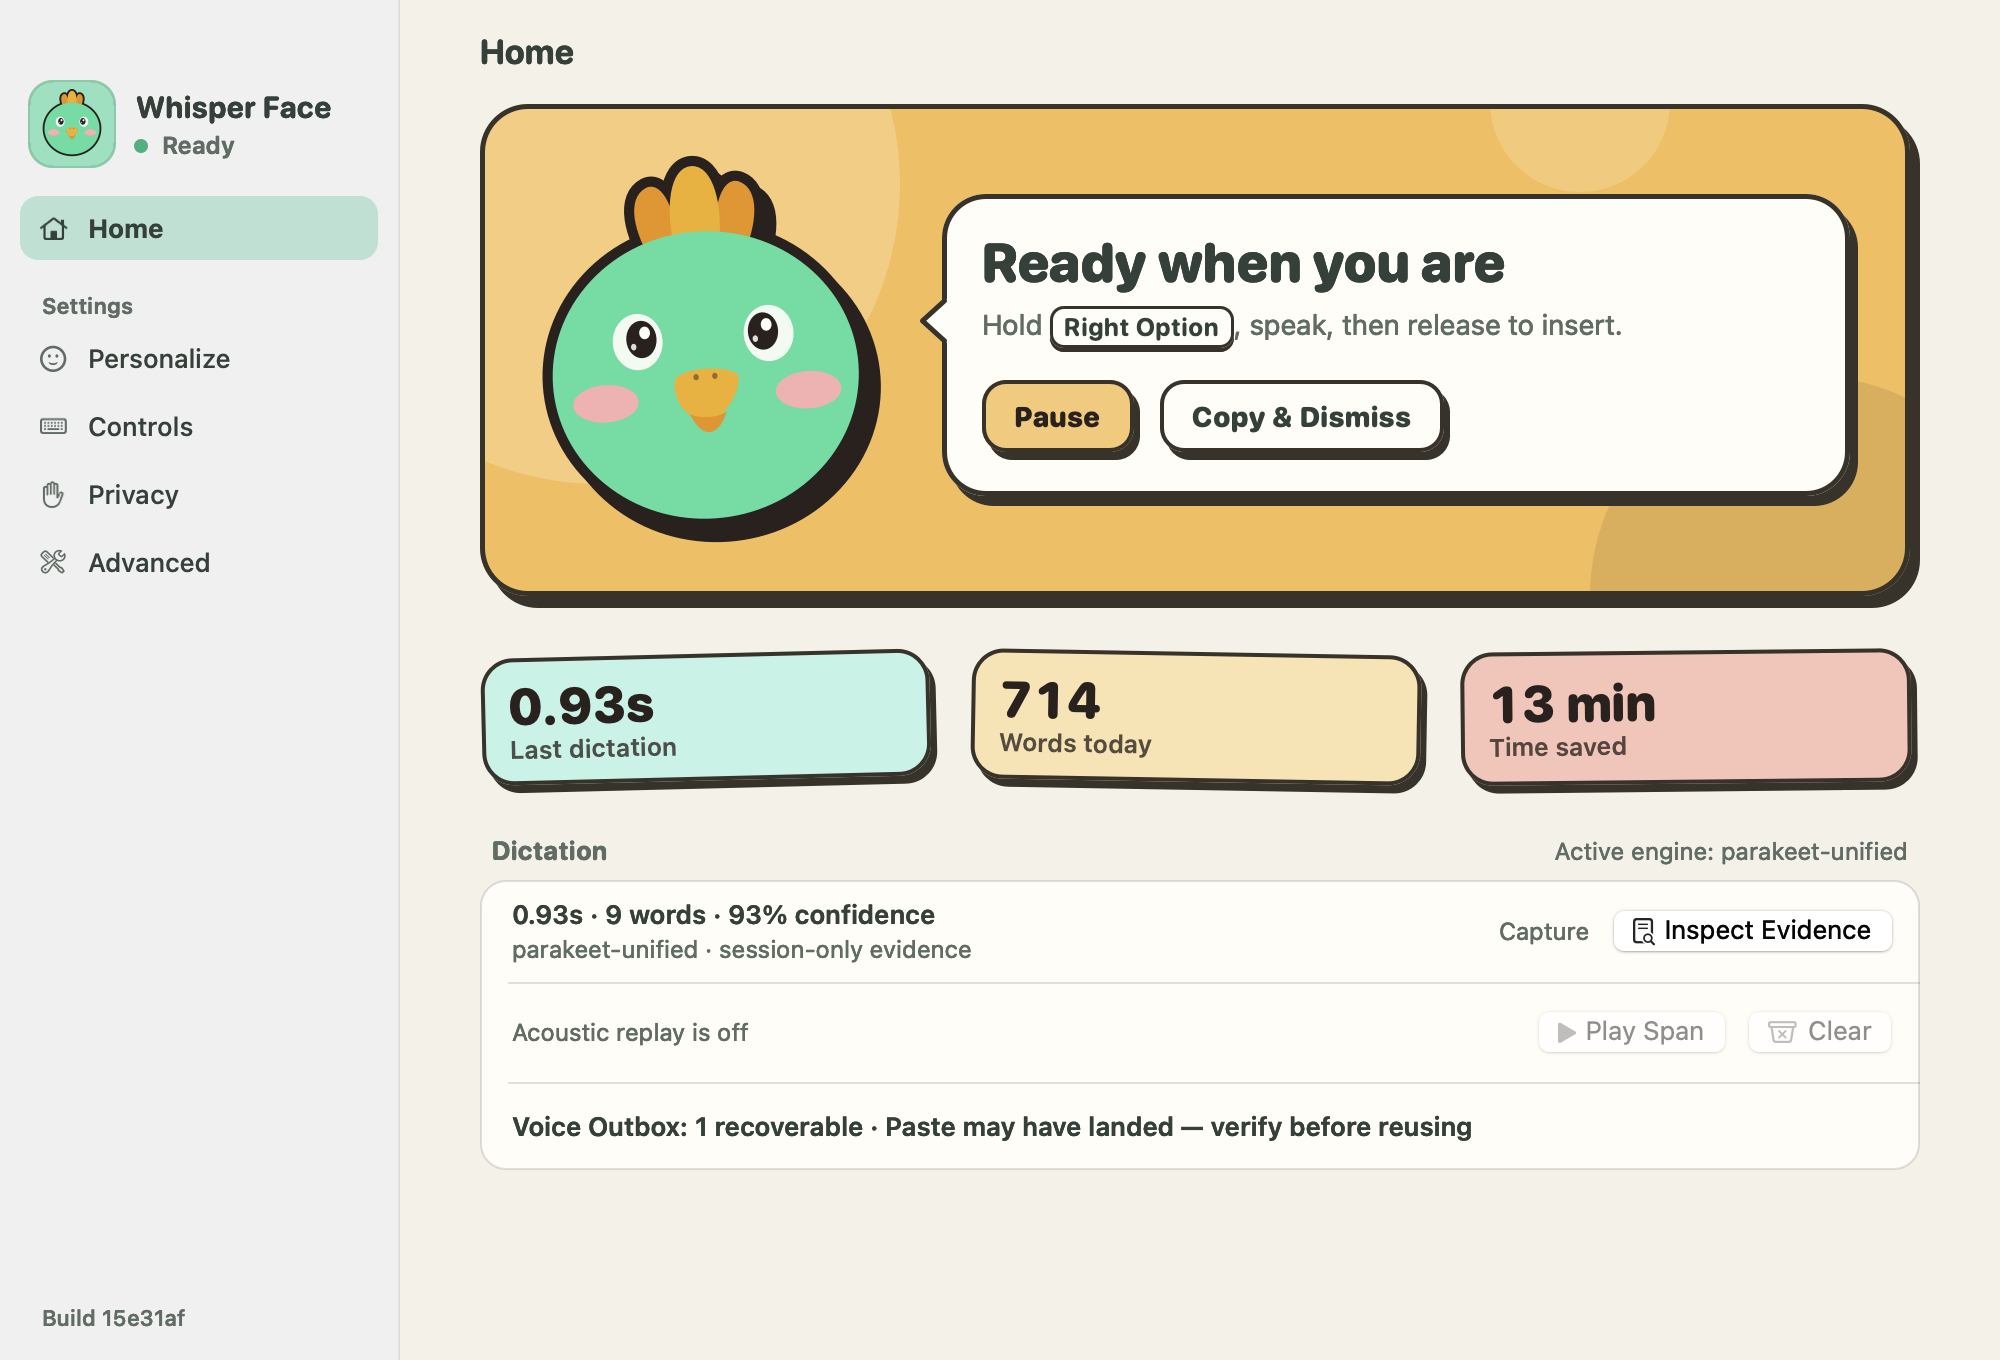 Whisper Face
Ready
Home
Settings
Personalize
Controls
Privacy
Advanced
Build 15e31af
Home
Ready when you are
Hold Right Option, speak, then release to insert.
Pause
Copy & Dismiss
0.93s
Last dictation
714
Words today
13 min
Time saved
Dictation
Active engine: parakeet-unified
0.93s · 9 words · 93% confidence
parakeet-unified · session-only evidence
Capture
Inspect Evidence
Acoustic replay is off
Play Span
Clear
Voice Outbox: 1 recoverable · Paste may have landed — verify before reusing